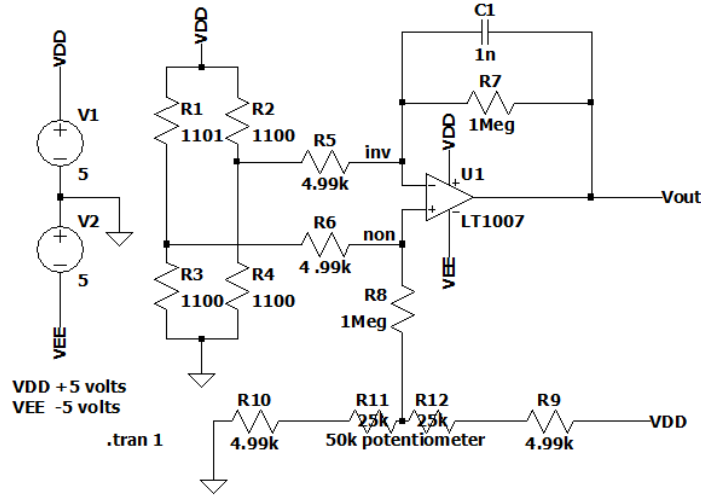 VDD
V1
5
V2
5
VEE
VDD +5 volts
VEE -5 volts
.tran 1
VDD
R1
1101
R2
1100
R3
1100
R4
1100
R5
4.99k
R6
4 .99k
inv
non
C1
1n
R7
1Meg
VDD
U1
LT1007
VEE
Vout
R8
1Meg
R10
4.99k
R11
25k
R12
25k
50k potentiometer
R9
4.99k
VDD